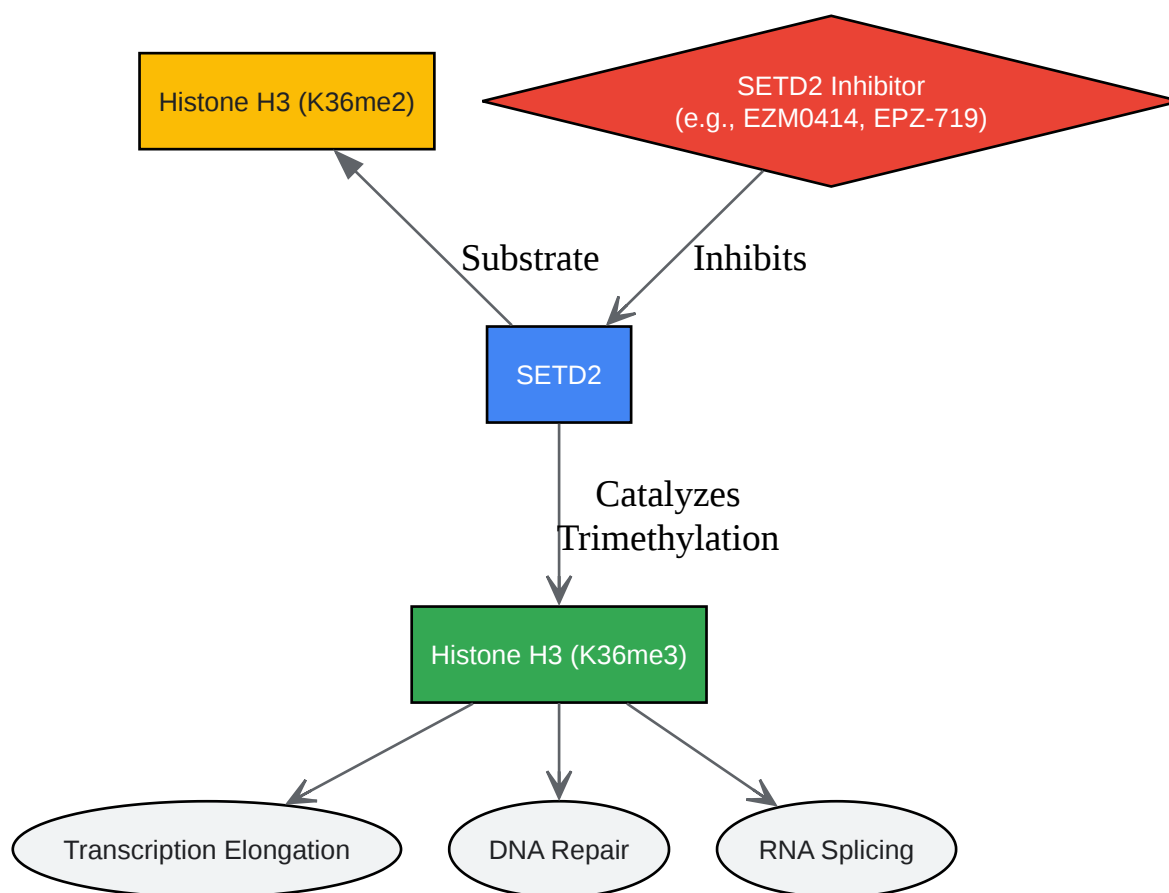 Histone H3 (K36me2)
SETD2 Inhibitor
(e.g., EZM0414, EPZ-719)
Substrate
Inhibits
SETD2
Catalyzes
Trimethylation
Histone H3 (K36me3)
Transcription Elongation
DNA Repair
RNA Splicing